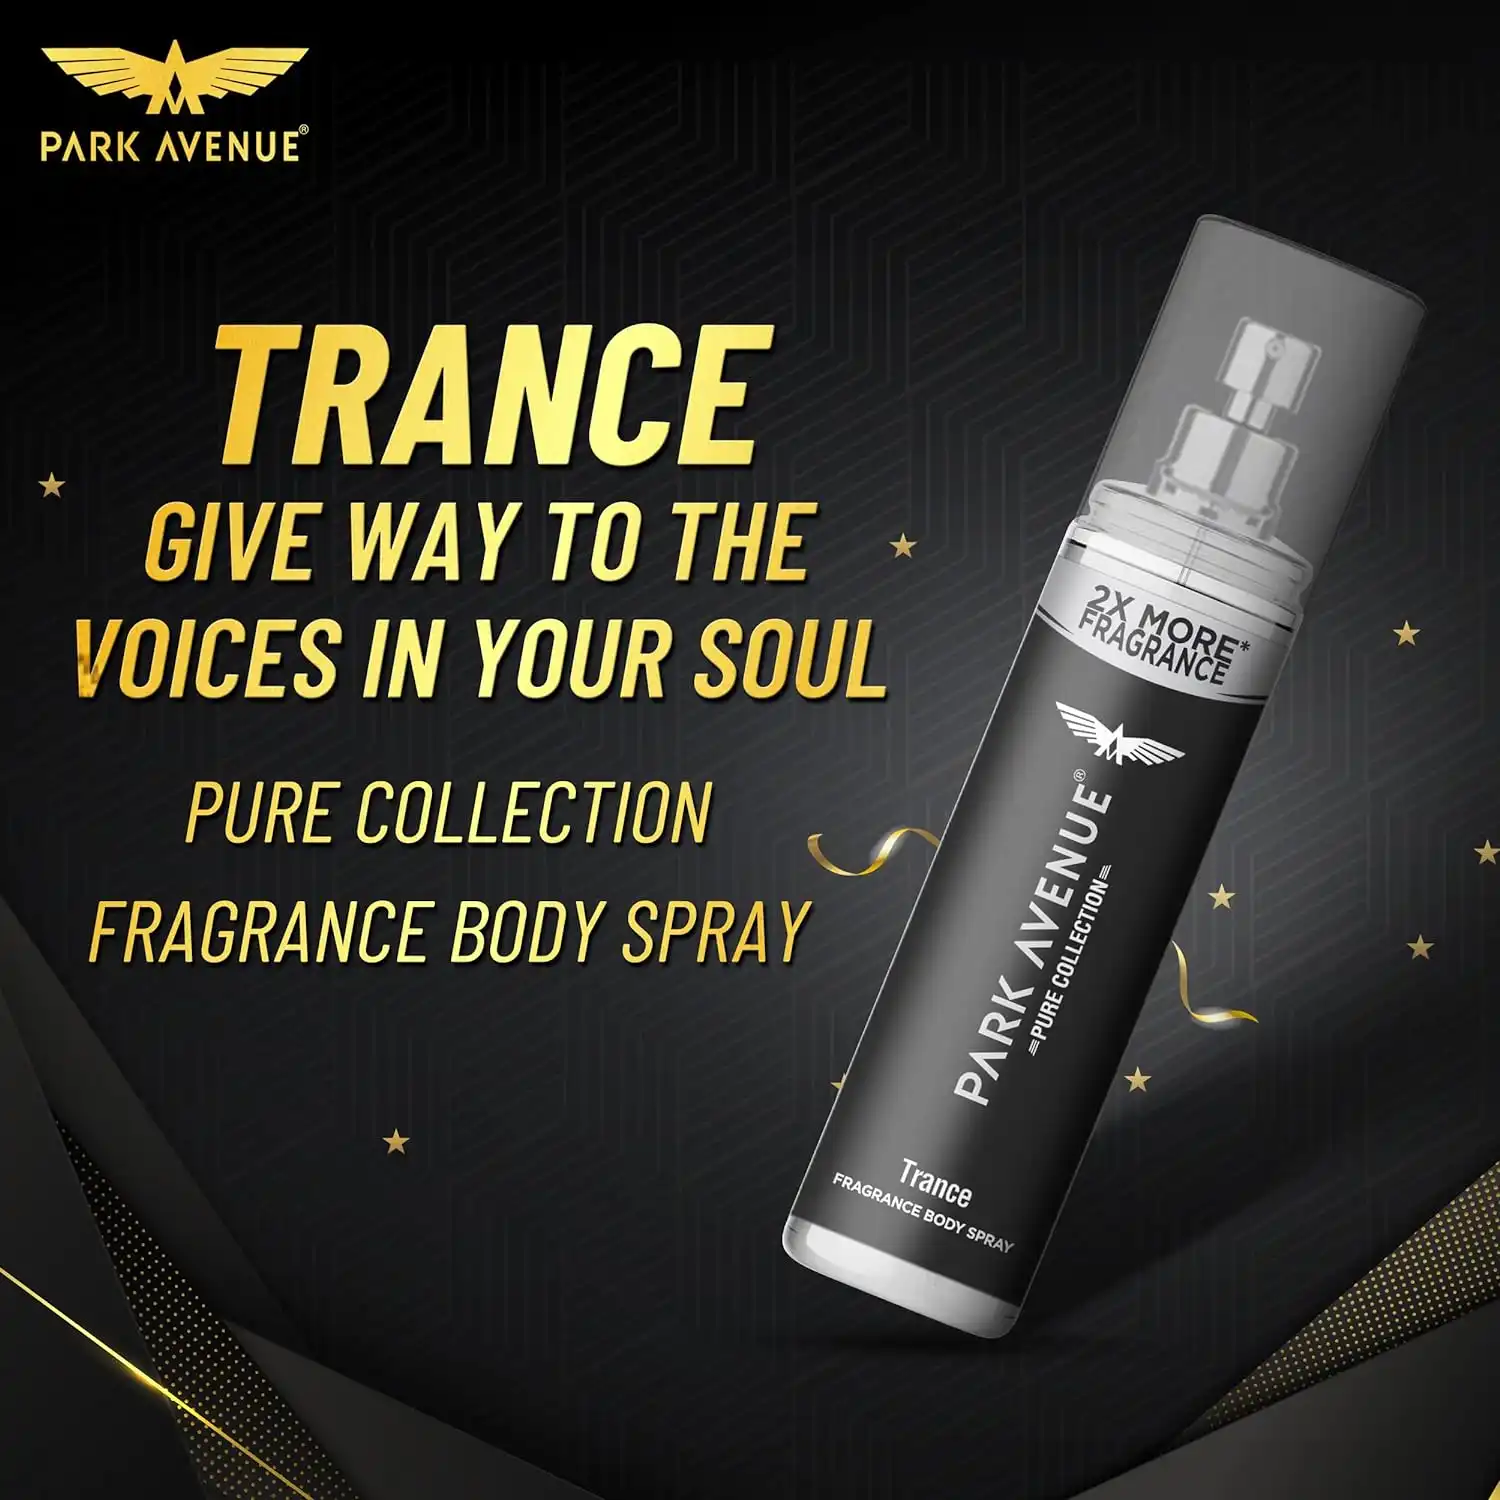 PARK AVENUE®
TRANCE
GIVE WAY TO THE
VOICES IN YOUR SOUL
PURE COLLECTION
FRAGRANCE BODY SPRAY
2X MORE*
FRAGRANCE
PARK AVENUE®
PURE COLLECTION
Trance
FRAGRANCE BODY SPRAY